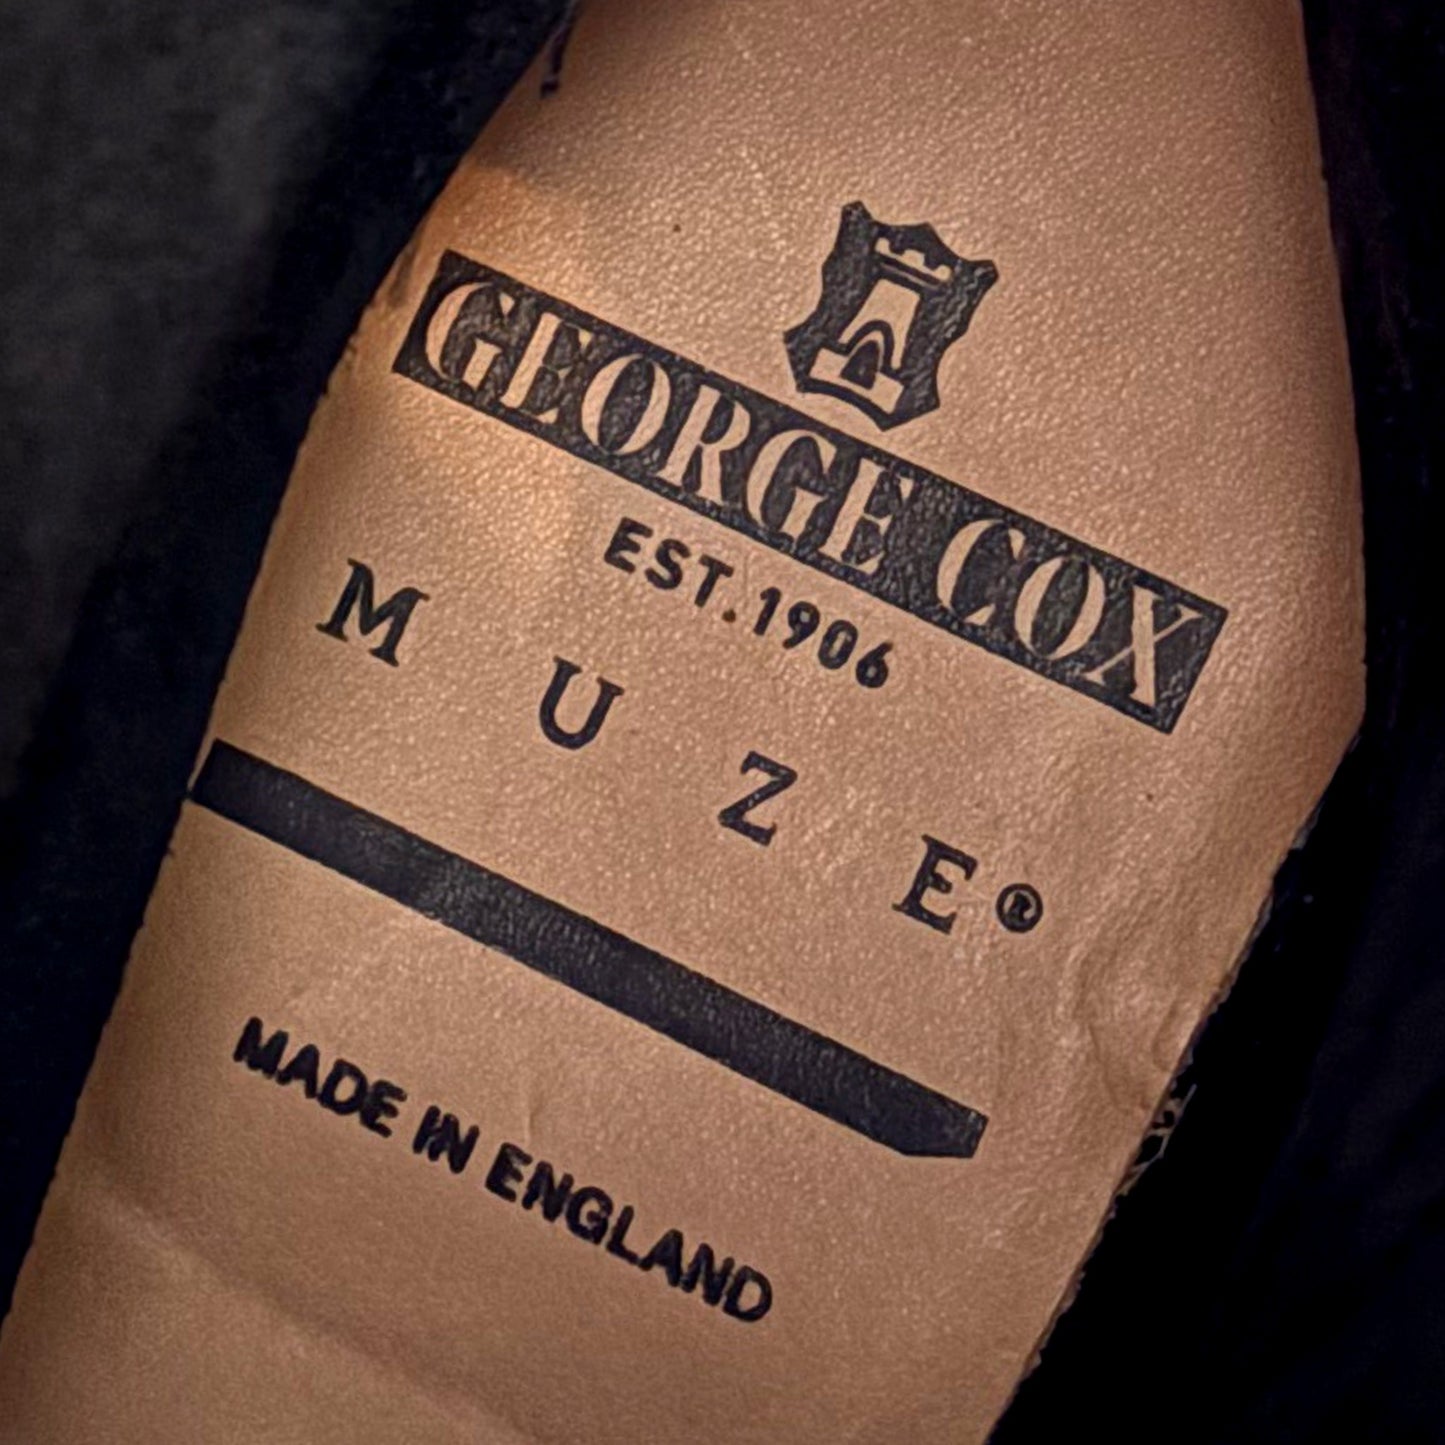 GEORGE COX
EST.1906
MUZE®
MADE IN ENGLAND